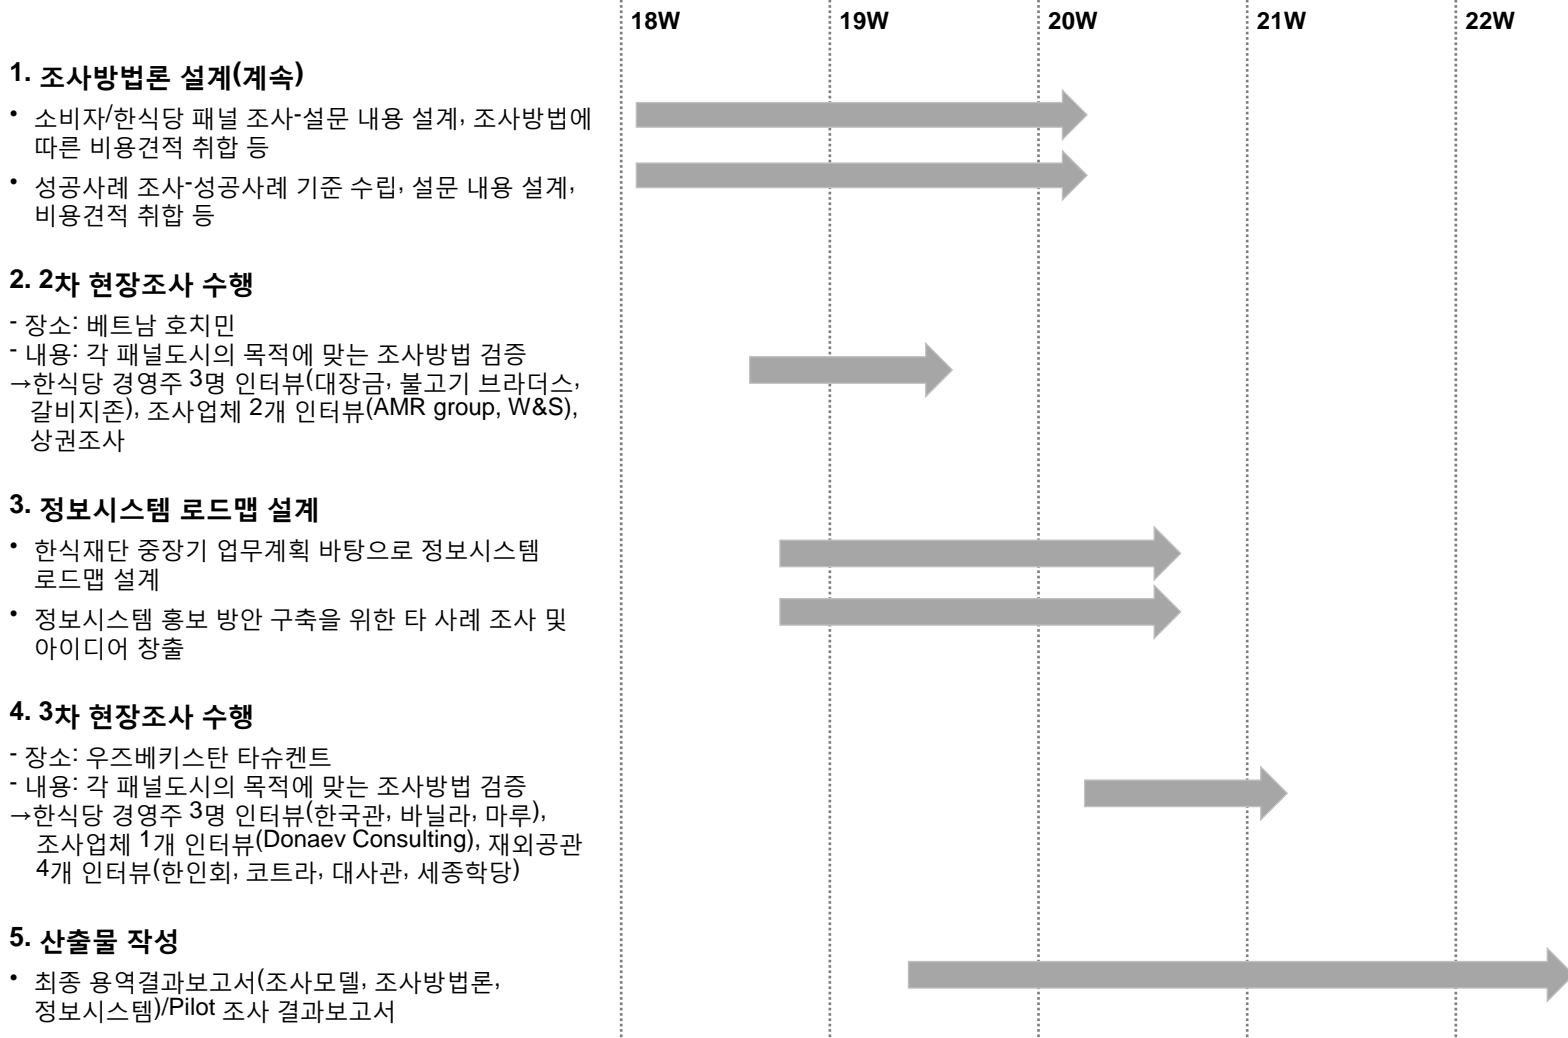 18W 19W 20W 21W 22W
1. 조사방법론 설계(계속)
• 소비자/한식당 패널 조사-설문 내용 설계, 조사방법에
따른 비용견적 취합 등
• 성공사례 조사-성공사례 기준 수립, 설문 내용 설계,
비용견적 취합 등
2. 2차 현장조사 수행
- 장소: 베트남 호치민
- 내용: 각 패널도시의 목적에 맞는 조사방법 검증
→한식당 경영주 3명 인터뷰(대장금, 불고기 브라더스,
갈비지존), 조사업체 2개 인터뷰(AMR group, W&S),
상권조사
3. 정보시스템 로드맵 설계
• 한식재단 중장기 업무계획 바탕으로 정보시스템
로드맵 설계
• 정보시스템 홍보 방안 구축을 위한 타 사례 조사 및
아이디어 창출
4. 3차 현장조사 수행
- 장소: 우즈베키스탄 타슈켄트
- 내용: 각 패널도시의 목적에 맞는 조사방법 검증
→한식당 경영주 3명 인터뷰(한국관, 바닐라, 마루),
조사업체 1개 인터뷰(Donaev Consulting), 재외공관
4개 인터뷰(한인회, 코트라, 대사관, 세종학당)
5. 산출물 작성
• 최종 용역결과보고서(조사모델, 조사방법론,
정보시스템)/Pilot 조사 결과보고서